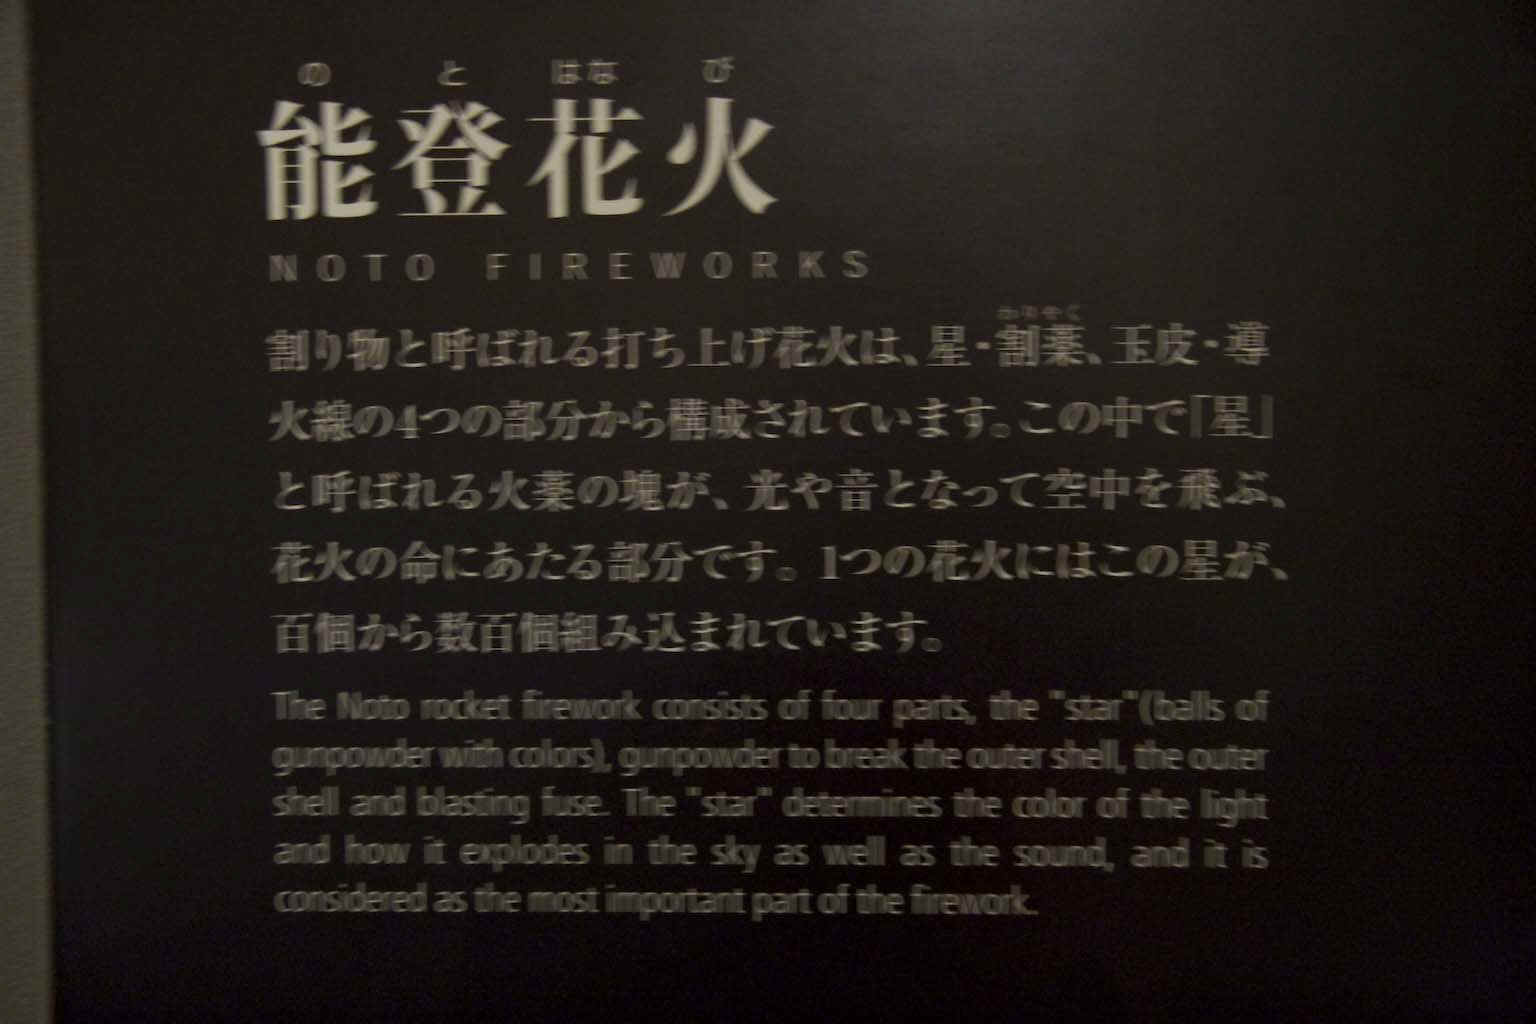 の と はな び
能登花火
NOTO FIREWORKS
わりやく
割り物と呼ばれる打ち上げ花火は、星・割薬、玉皮・導
火線の4つの部分から構成されています。この中で「星」
と呼ばれる火薬の塊が、光や音となって空中を飛ぶ、
花火の命にあたる部分です。1つの花火にはこの星が、
百個から数百個組み込まれています。
The Noto rocket firework consists of four parts, the "star"(balls of
gunpowder with colors), gunpowder to break the outer shell, the outer
shell and blasting fuse. The "star" determines the color of the light
and how it explodes in the sky as well as the sound, and it is
considered as the most important part of the firework.